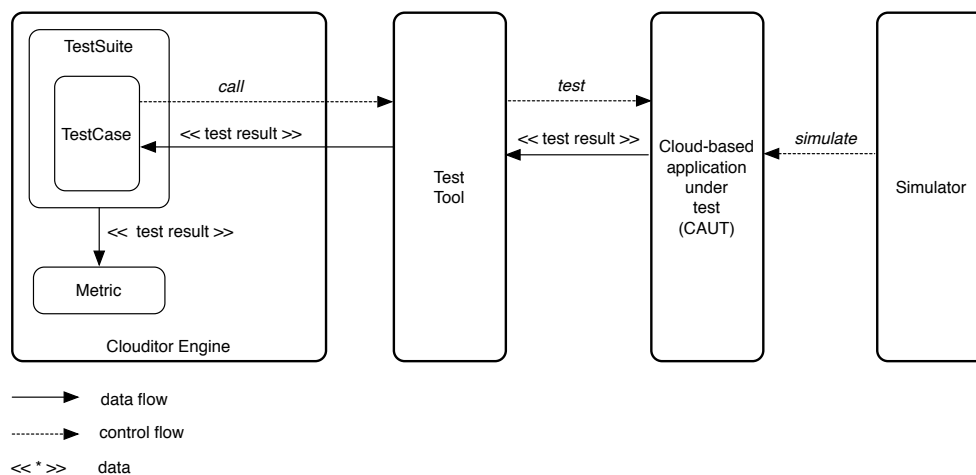 TestSuite
TestCase
call
<< test result >>
<< test result >>
Metric
Clouditor Engine
Test
Tool
test
<< test result >>
Cloud-based
application
under
test
(CAUT)
simulate
Simulator
data flow
control flow
<< * >> data